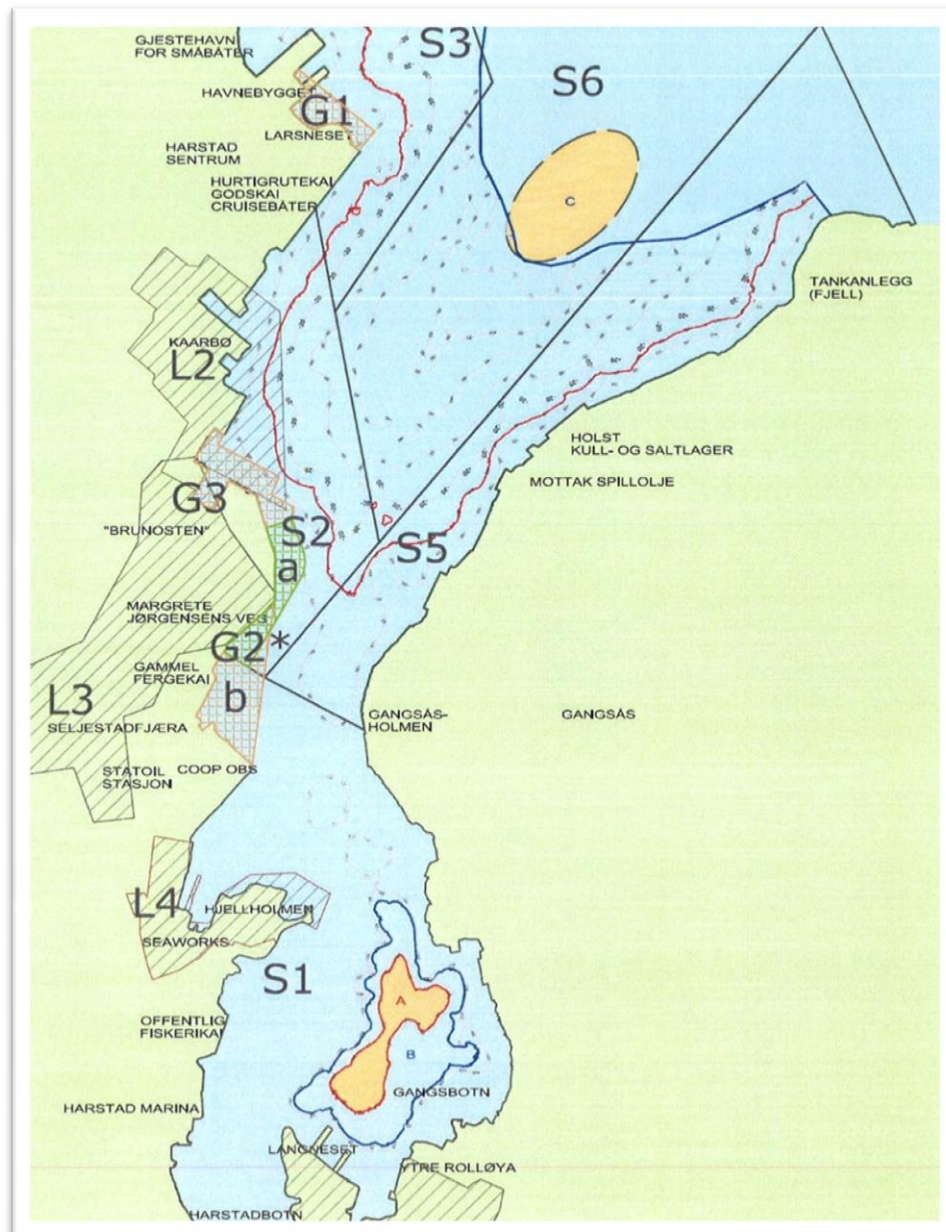 GJESTEHAVN
FOR SMÅBÅTER
S3
S6
HAVNEBYGGET
G1
LARSNESET
HARSTAD
SENTRUM
HURTIGRUTEKAI
GODSKAI
CRUISEBÅTER
C
TANKANLEGG
(FJELL)
KAARBØ
L2
HOLST
KULL- OG SALTLAGER
MOTTAK SPILLOLJE
G3
"BRUNOSTEN"
S2
a
S5
MARGRETE
JØRGENSENS VEG
G2*
GAMMEL
FERGEKAI
b
L3
SELJESTADFJÆRA
GANGSÅS-
HOLMEN
GANGSÅS
STATOIL
STASJON
COOP OBS
L4
HJELLHOLMEN
SEAWORKS
S1
A
OFFENTLIG
FISKERIKAI
B
GANGSBOTN
HARSTAD MARINA
LANGNESET
YTRE ROLLØYA
HARSTADBOTN